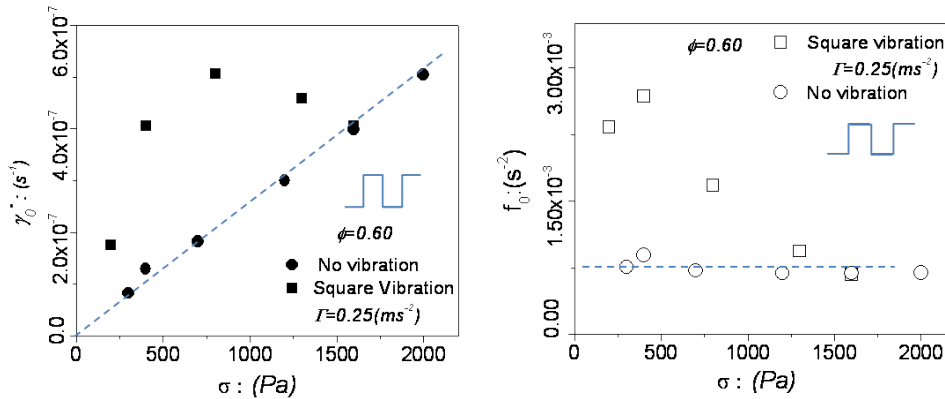 6.0x10⁻⁷
4.0x10⁻⁷
2.0x10⁻⁷
0.0
γ̇₀ : (s⁻¹)
ϕ=0.60
No vibration
Square Vibration
Γ=0.25(ms⁻²)
0
500
1000
1500
2000
σ : (Pa)
3.00x10⁻³
1.50x10⁻³
0.00
f₀:(s⁻²)
ϕ=0.60
Square vibration
Γ=0.25(ms⁻²)
No vibration
0
500
1000
1500
2000
σ : (Pa)